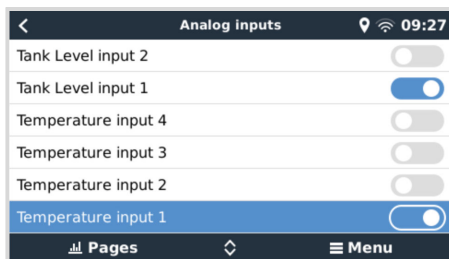 Analog inputs 09:27
Tank Level input 2
Tank Level input 1
Temperature input 4
Temperature input 3
Temperature input 2
Temperature input 1
Pages Menu